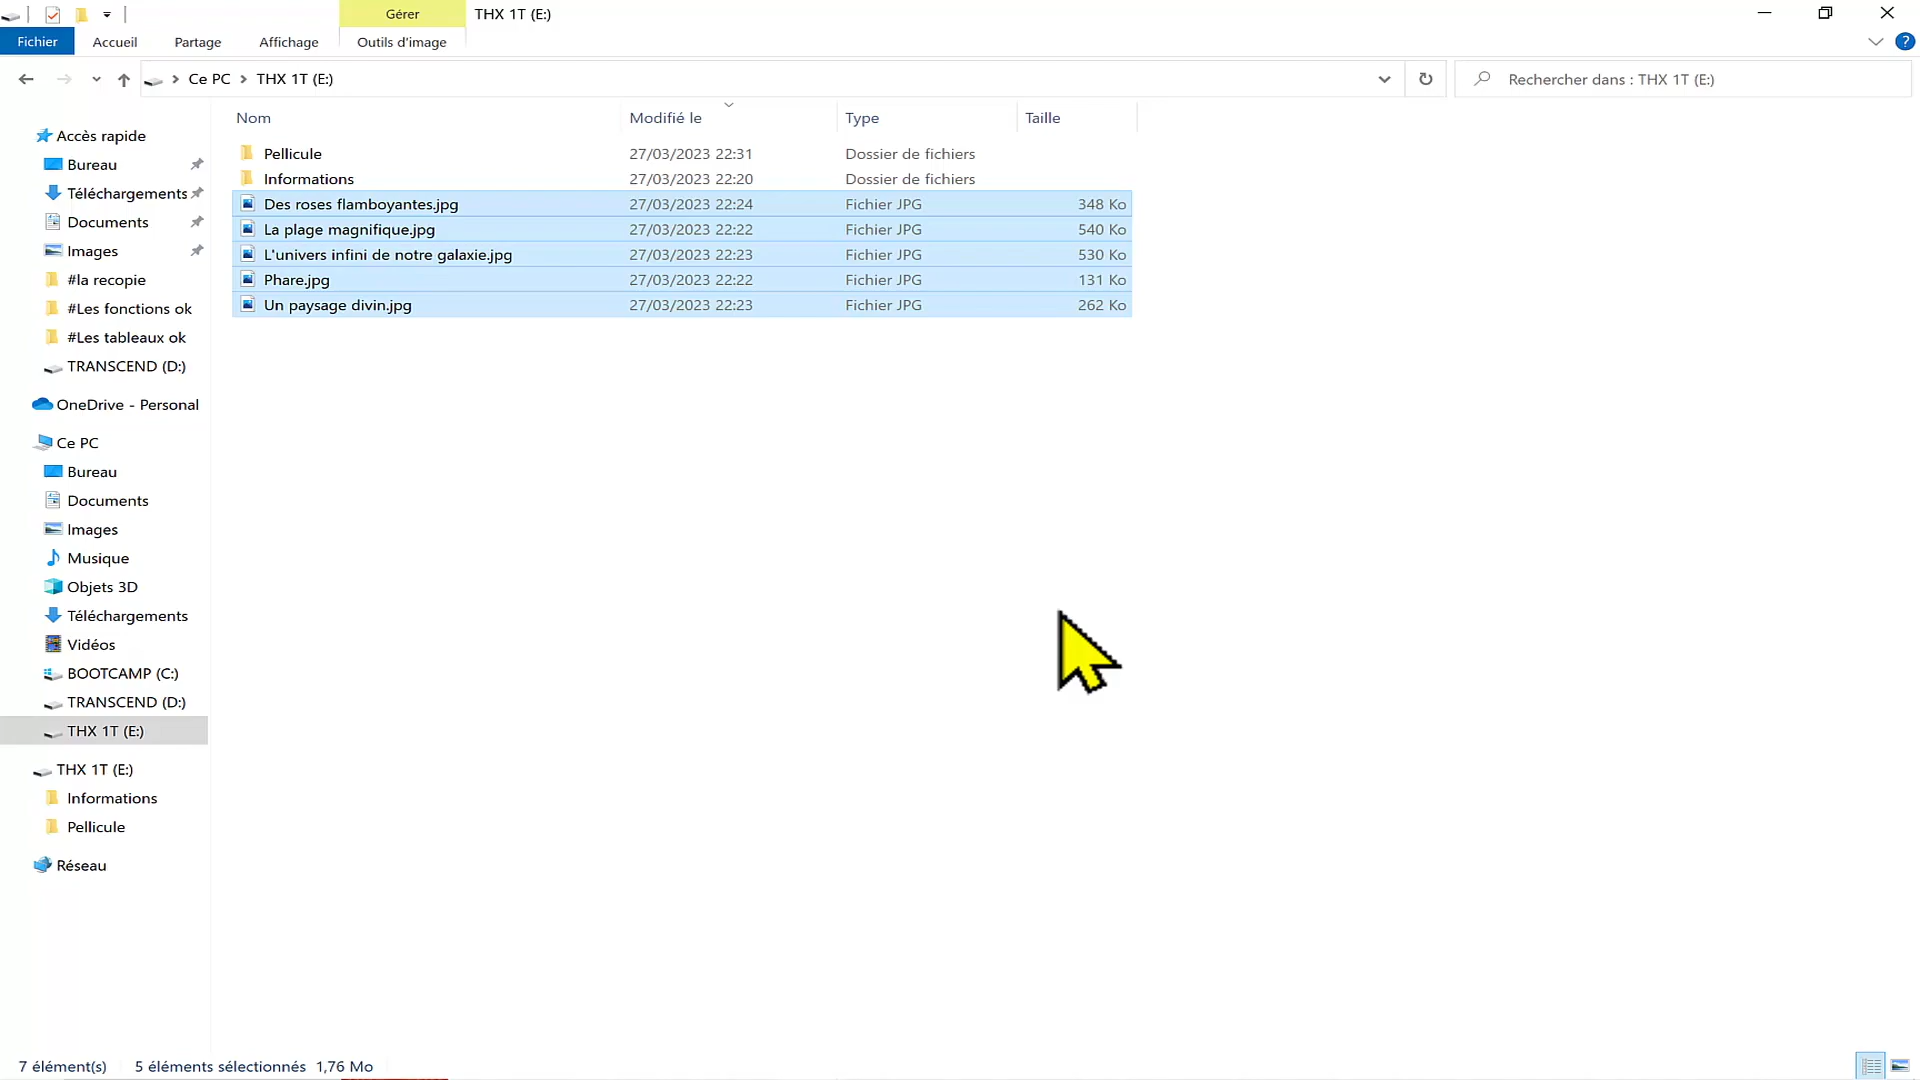 Gérer
THX 1T (E:)
Fichier
Accueil
Partage
Affichage
Outils d'image
?
Ce PC
THX 1T (E:)
Rechercher dans : THX 1T (E:)
Nom
Modifié le
Type
Taille
Pellicule 27/03/2023 22:31 Dossier de fichiers
Informations 27/03/2023 22:20 Dossier de fichiers
Des roses flamboyantes.jpg 27/03/2023 22:24 Fichier JPG 348 Ko
La plage magnifique.jpg 27/03/2023 22:22 Fichier JPG 540 Ko
L'univers infini de notre galaxie.jpg 27/03/2023 22:23 Fichier JPG 530 Ko
Phare.jpg 27/03/2023 22:22 Fichier JPG 131 Ko
Un paysage divin.jpg 27/03/2023 22:23 Fichier JPG 262 Ko
Accès rapide
Bureau
Téléchargements
Documents
Images
#la recopie
#Les fonctions ok
#Les tableaux ok
TRANSCEND (D:)
OneDrive - Personal
Ce PC
Bureau
Documents
Images
Musique
Objets 3D
Téléchargements
Vidéos
BOOTCAMP (C:)
TRANSCEND (D:)
THX 1T (E:)
THX 1T (E:)
Informations
Pellicule
Réseau
7 élément(s)
5 éléments sélectionnés 1,76 Mo